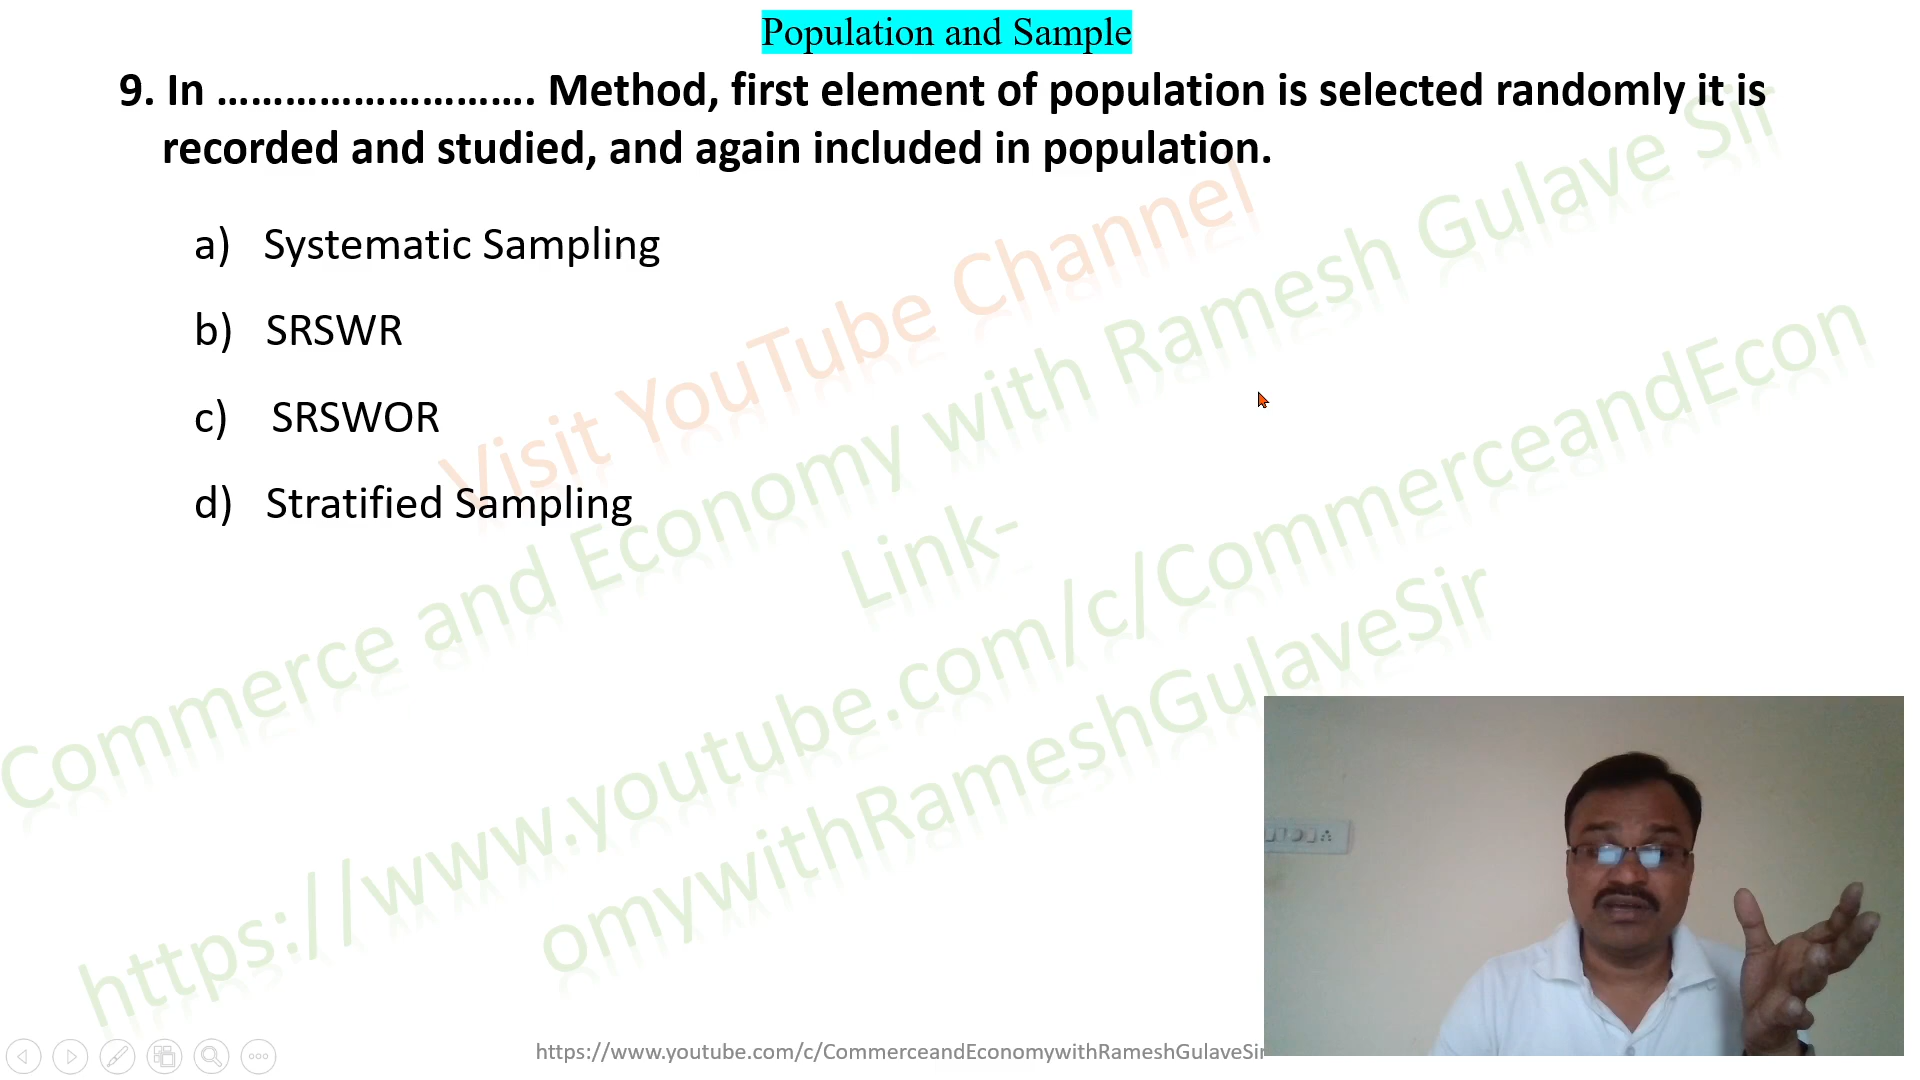 Population and Sample
9. In ………………………. Method, first element of population is selected randomly it is
recorded and studied, and again included in population.
a) Systematic Sampling
b) SRSWR
c) SRSWOR
d) Stratified Sampling
Visit YouTube Channel
Commerce and Economy with Ramesh Gulave Sir
Link-
https://www.youtube.com/c/CommerceandEcon
omywithRameshGulaveSir
https://www.youtube.com/c/CommerceandEconomywithRameshGulaveSir